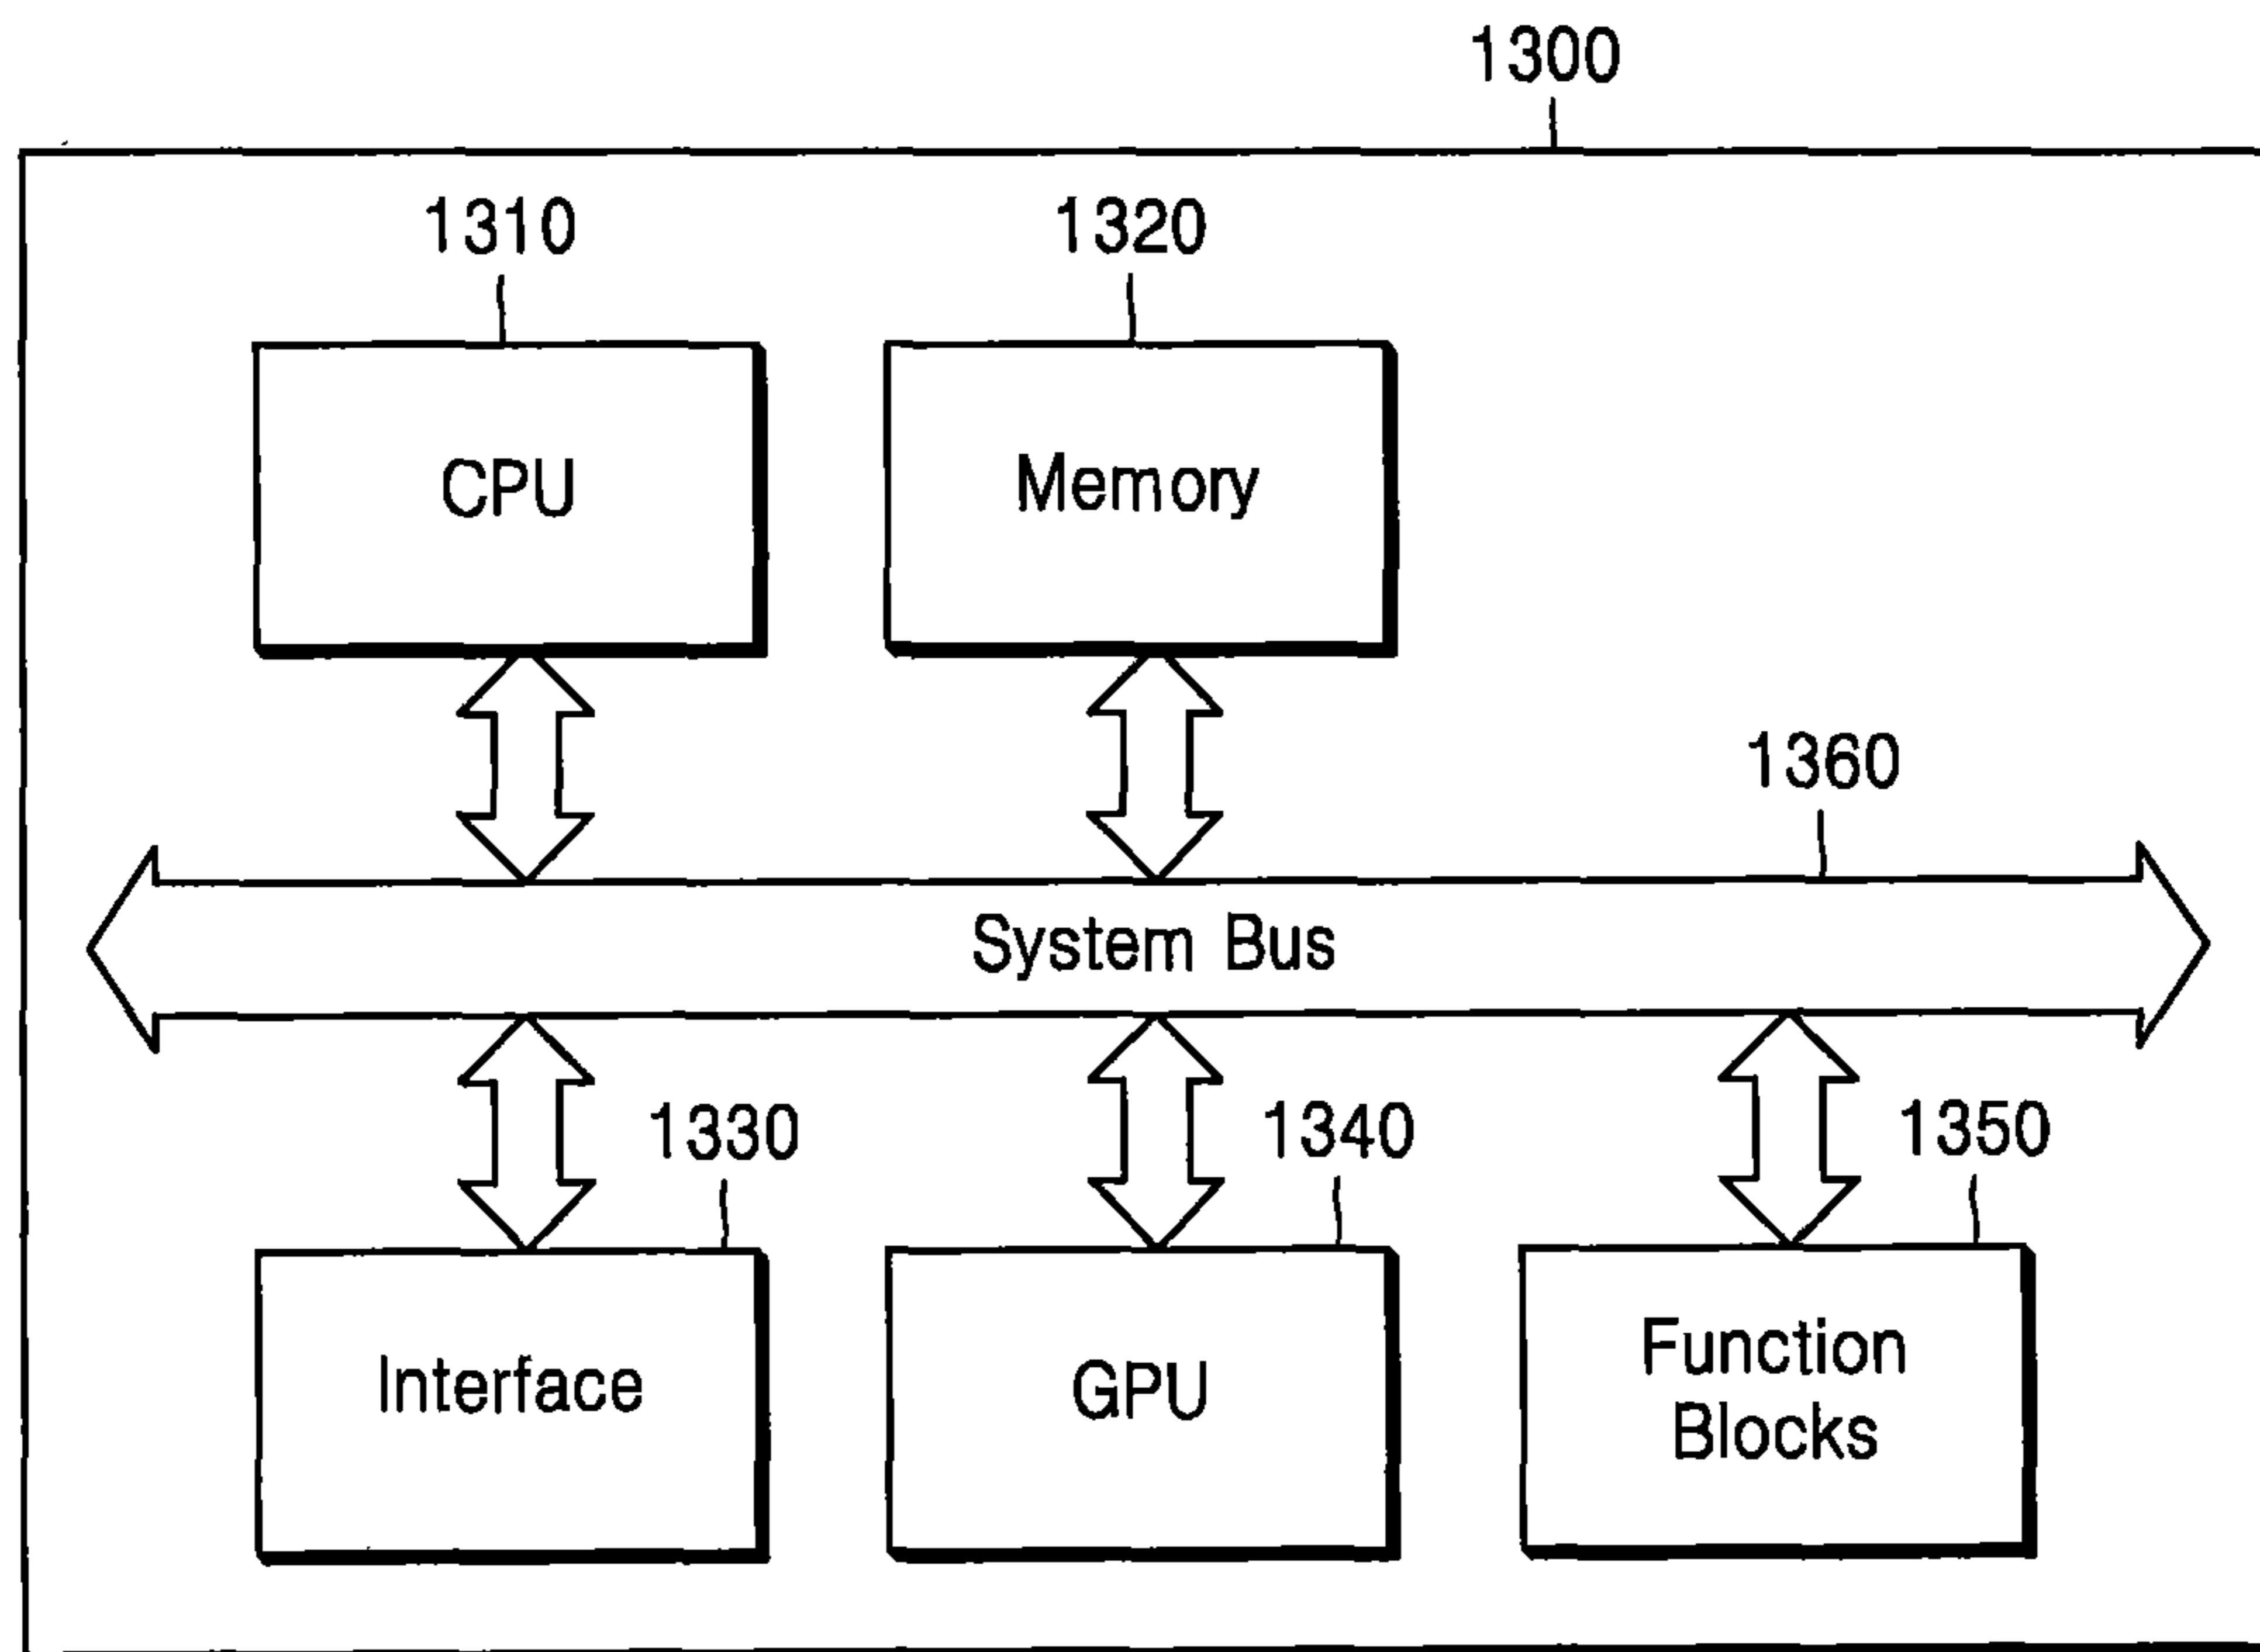 1300
1310
1320
CPU
Memory
1360
System Bus
1330
1340
1350
Interface
GPU
Function
Blocks